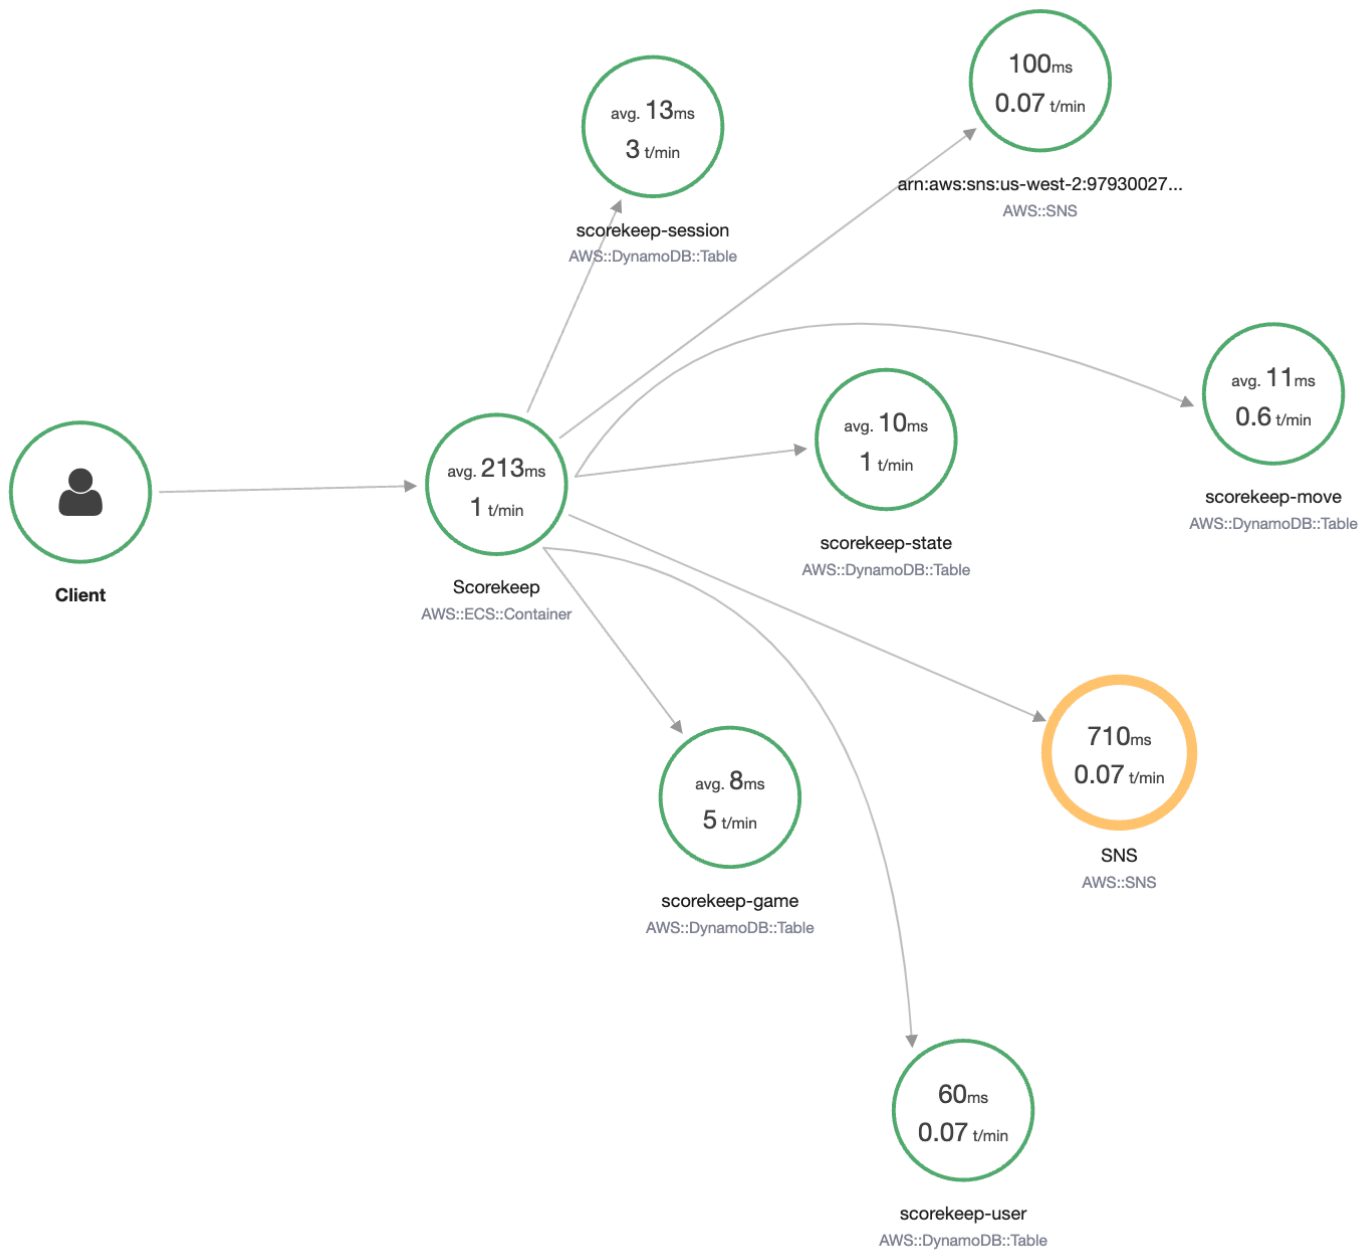 100ms
0.07 t/min
arn:aws:sns:us-west-2:97930027...
AWS::SNS
avg. 13ms
3 t/min
scorekeep-session
AWS::DynamoDB::Table
avg. 11ms
0.6 t/min
scorekeep-move
AWS::DynamoDB::Table
avg. 10ms
1 t/min
scorekeep-state
AWS::DynamoDB::Table
avg. 213ms
1 t/min
Scorekeep
AWS::ECS::Container
Client
710ms
0.07 t/min
SNS
AWS::SNS
avg. 8ms
5 t/min
scorekeep-game
AWS::DynamoDB::Table
60ms
0.07 t/min
scorekeep-user
AWS::DynamoDB::Table